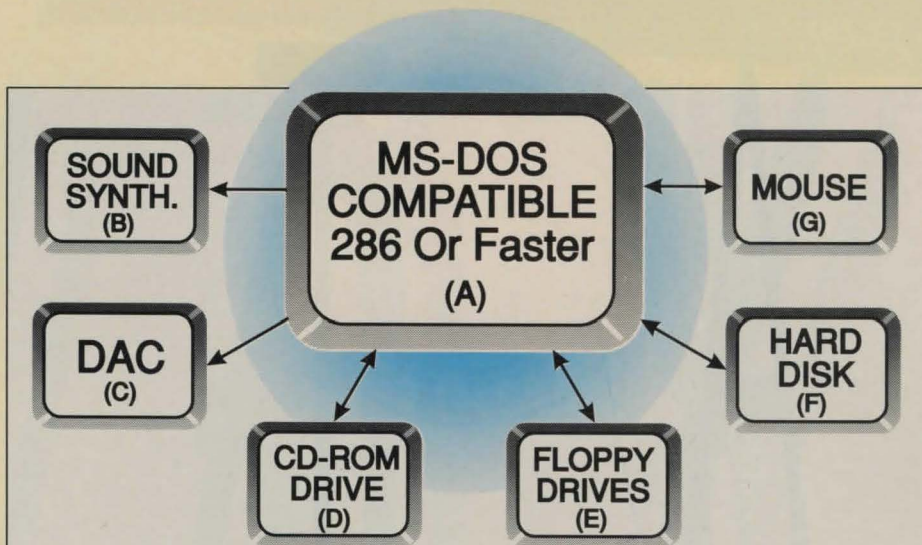 MS-DOS
COMPATIBLE
286 Or Faster
(A)
SOUND
SYNTH.
(B)
DAC
(C)
CD-ROM
DRIVE
(D)
FLOPPY
DRIVES
(E)
HARD
DISK
(F)
MOUSE
(G)